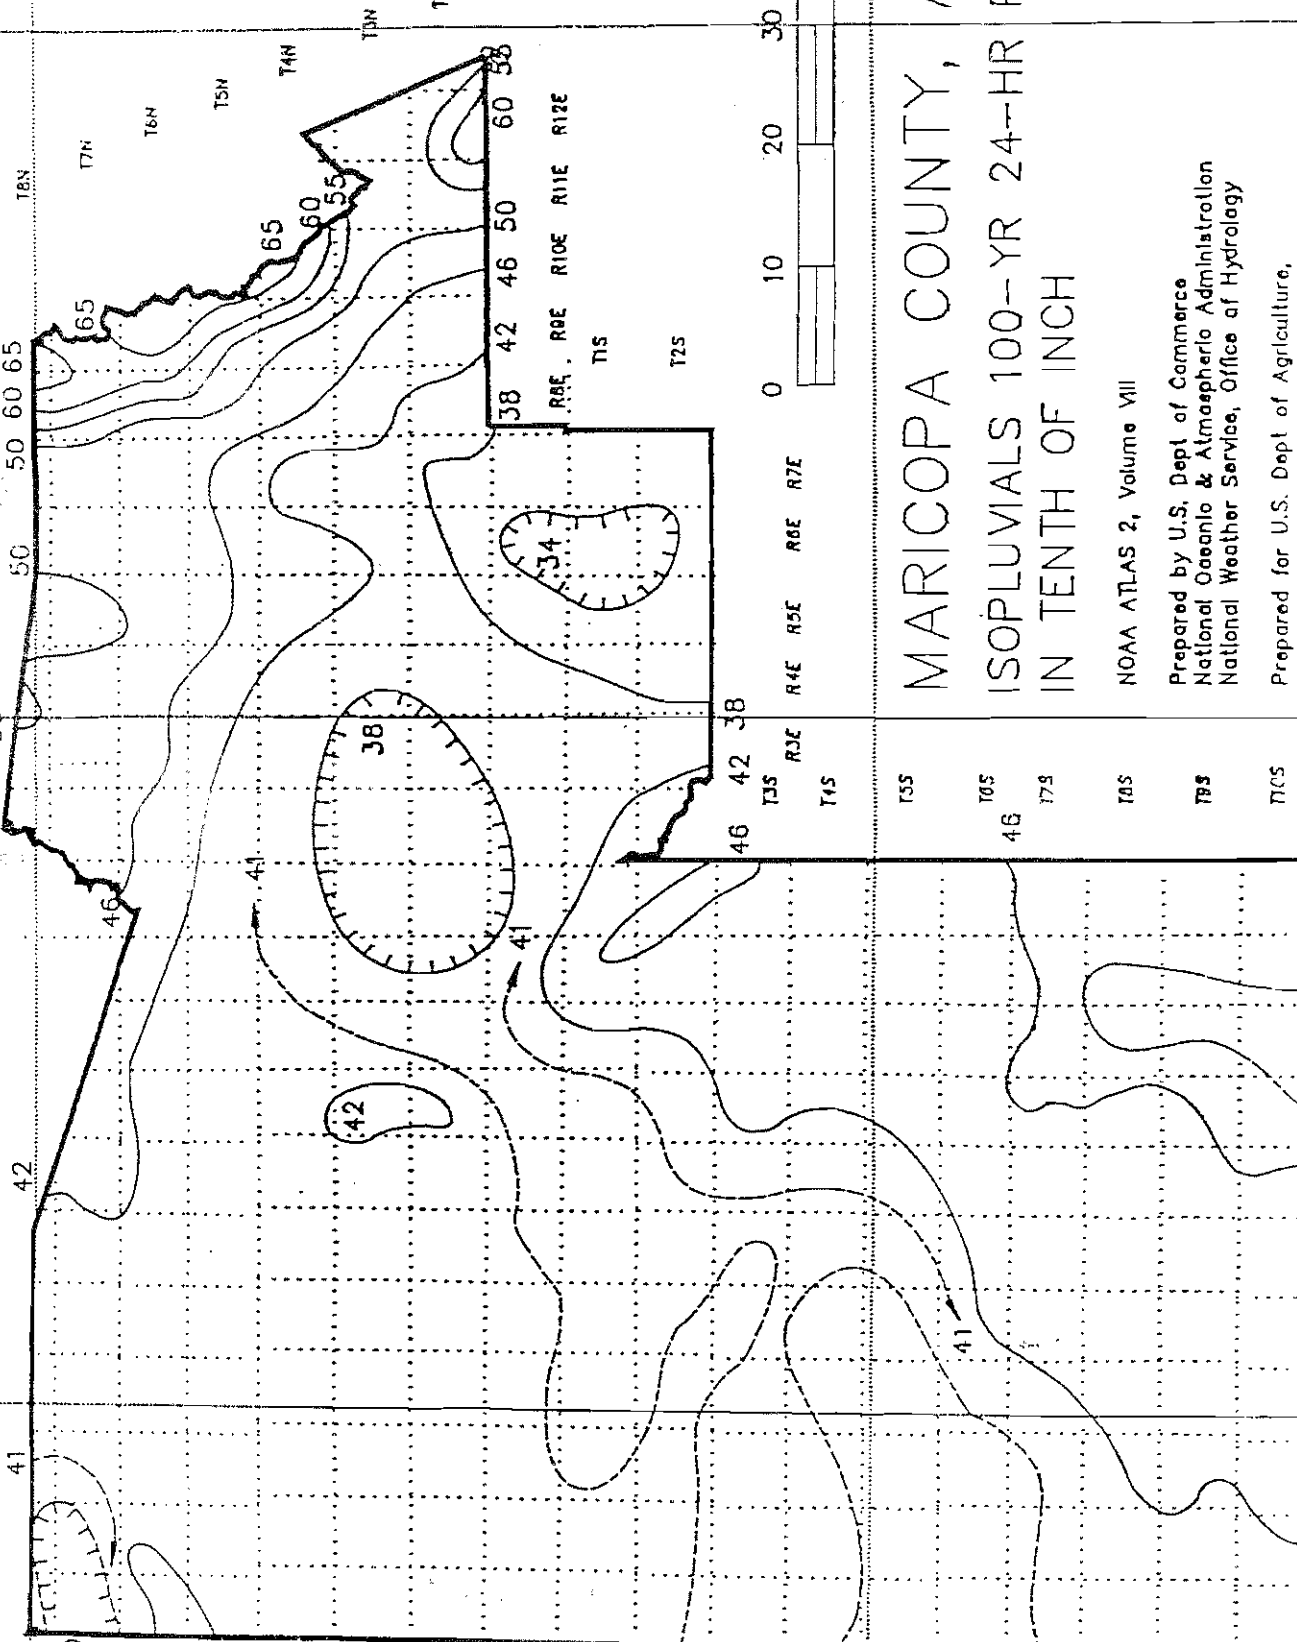 T8N
T7N
T6N
T5N
T4N
T3N
50
50 60 65
65
65
60
55
42
46
41
38
42
41
38 42 46 50 60
R8E, R9E R10E R11E R12E
T1S
T2S
34
38
41
41
R3E R4E R5E R6E R7E
46 42 38
T3S
T4S
T5S
T6S
T7S
T8S
T9S
T10S
46
0 10 20 30
MARICOPA COUNTY,
ISOPLUVIALS 100-YR 24-HR
IN TENTH OF INCH
NOAA ATLAS 2, Volume VIII
Prepared by U.S. Dept of Commerce
National Oceanic & Atmospheric Administration
National Weather Service, Office of Hydrology
Prepared for U.S. Dept of Agriculture,